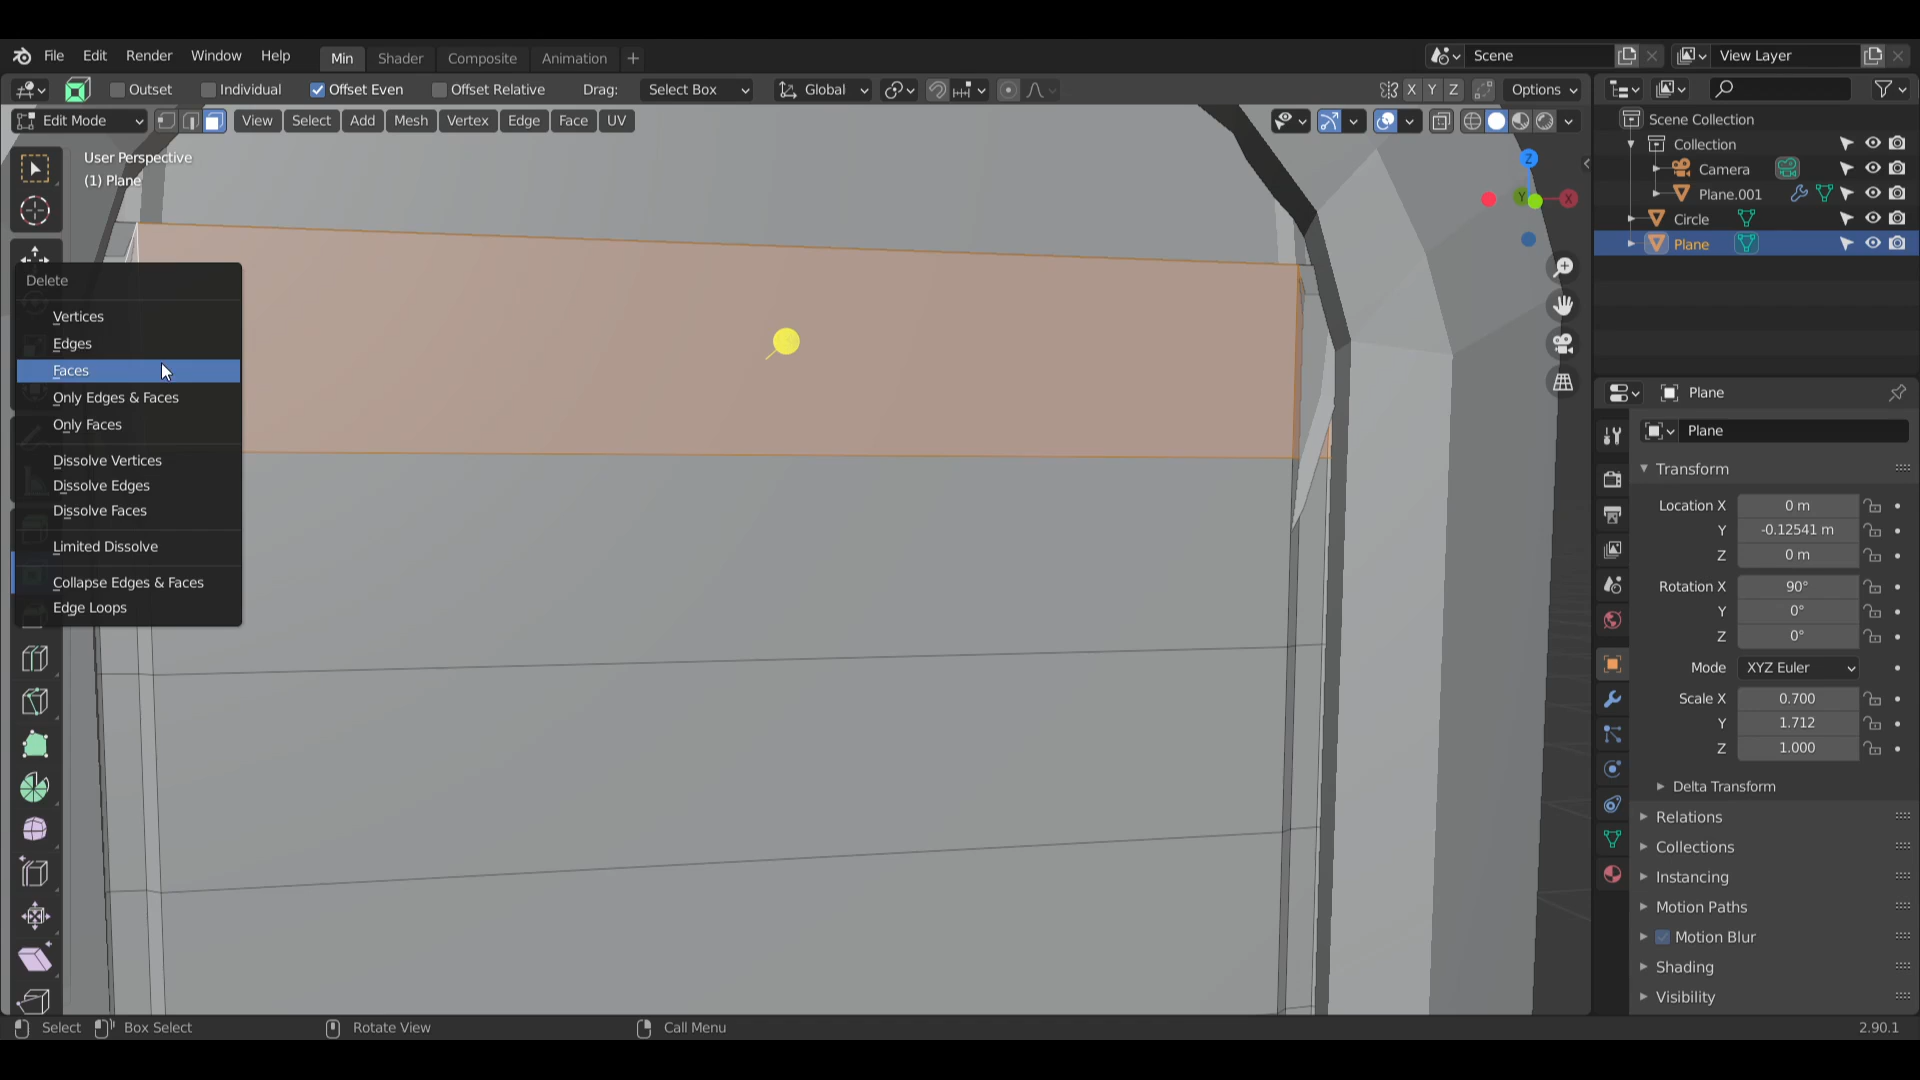 File Edit Render Window Help Min Shader Composite Animation + Scene View Layer
Outset Individual Offset Even Offset Relative Drag: Select Box Global X Y Z Options
Edit Mode View Select Add Mesh Vertex Edge Face UV
User Perspective
(1) Plane
Z
Y
X
Delete
Vertices
Edges
Faces
Only Edges & Faces
Only Faces
Dissolve Vertices
Dissolve Edges
Dissolve Faces
Limited Dissolve
Collapse Edges & Faces
Edge Loops
Scene Collection
Collection
Camera
Plane.001
Circle
Plane
Plane
Plane
Transform
Location X 0 m
Y -0.12541 m
Z 0 m
Rotation X 90°
Y 0°
Z 0°
Mode XYZ Euler
Scale X 0.700
Y 1.712
Z 1.000
Delta Transform
Relations
Collections
Instancing
Motion Paths
Motion Blur
Shading
Visibility
Select Box Select Rotate View Call Menu 2.90.1